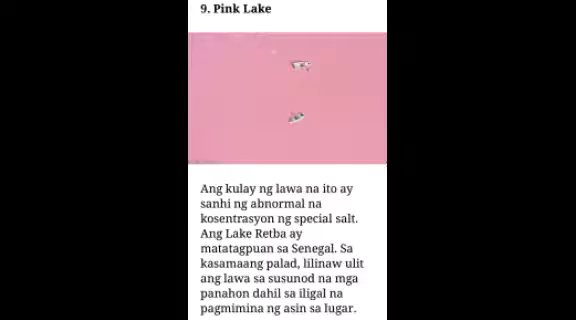 9. Pink Lake
Ang kulay ng lawa na ito ay
sanhi ng abnormal na
kosentrasyon ng special salt.
Ang Lake Retba ay
matatagpuan sa Senegal. Sa
kasamaang palad, lilinaw ulit
ang lawa sa susunod na mga
panahon dahil sa iligal na
pagmimina ng asin sa lugar.